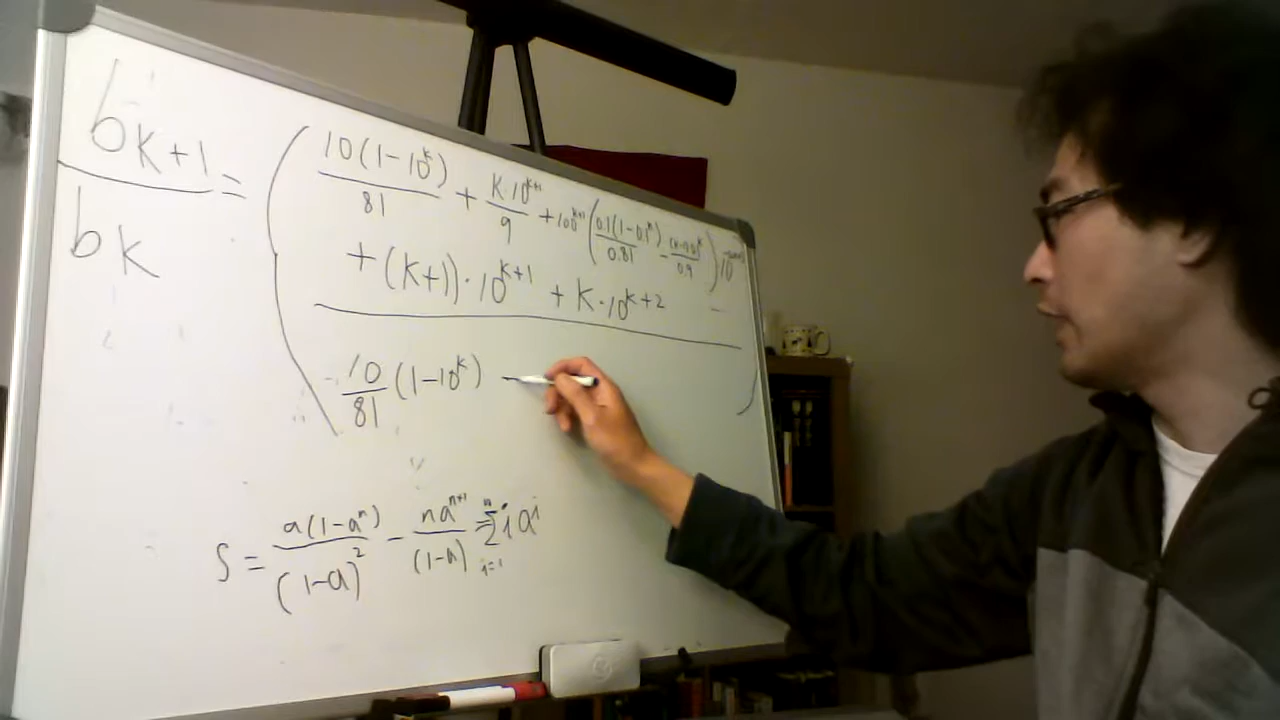 b_{k+1} / b_k = ( 10(1-10^k)/81 + k·10^{k+1}/9 + 100^{k+1} ( 0.1(1-0.1^k)/0.81 - 0.9 ) 10
+ (k+1)·10^{k+1} + k·10^{k+2}
10/81 (1-10^k) -
S = a(1-a^n)/(1-a)^2 - na^{n+1}/(1-a) = Σ_{i=1}^{n} i a^i